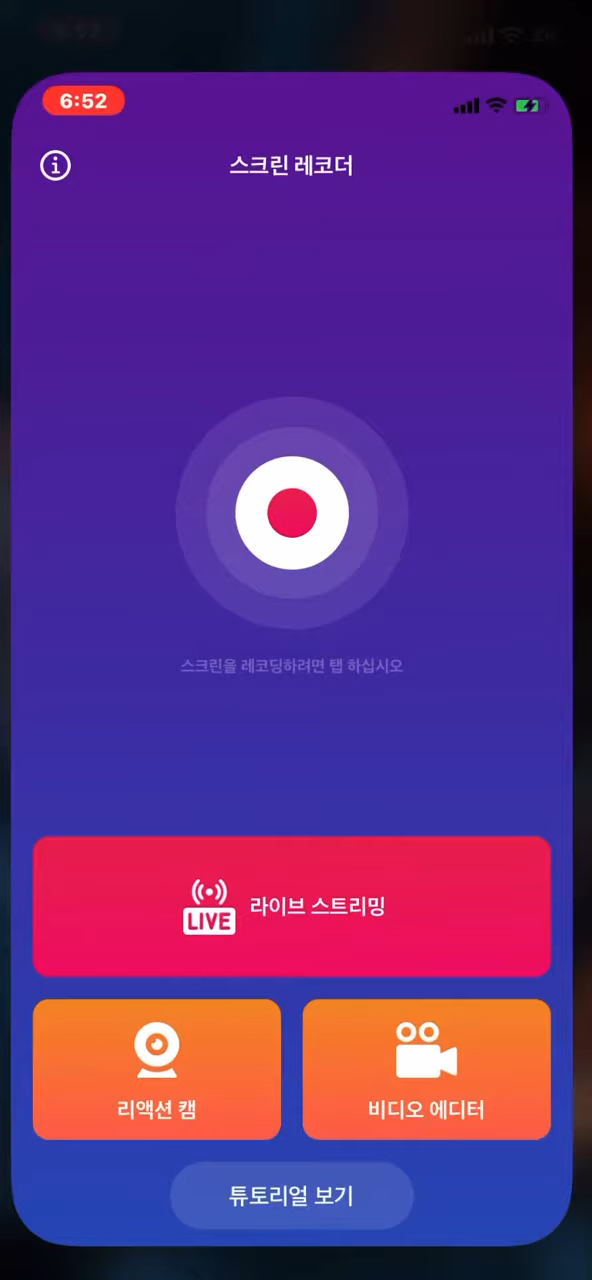 6:52
스크린 레코더
스크린을 레코딩하려면 탭 하십시오
LIVE 라이브 스트리밍
리액션 캠
비디오 에디터
튜토리얼 보기